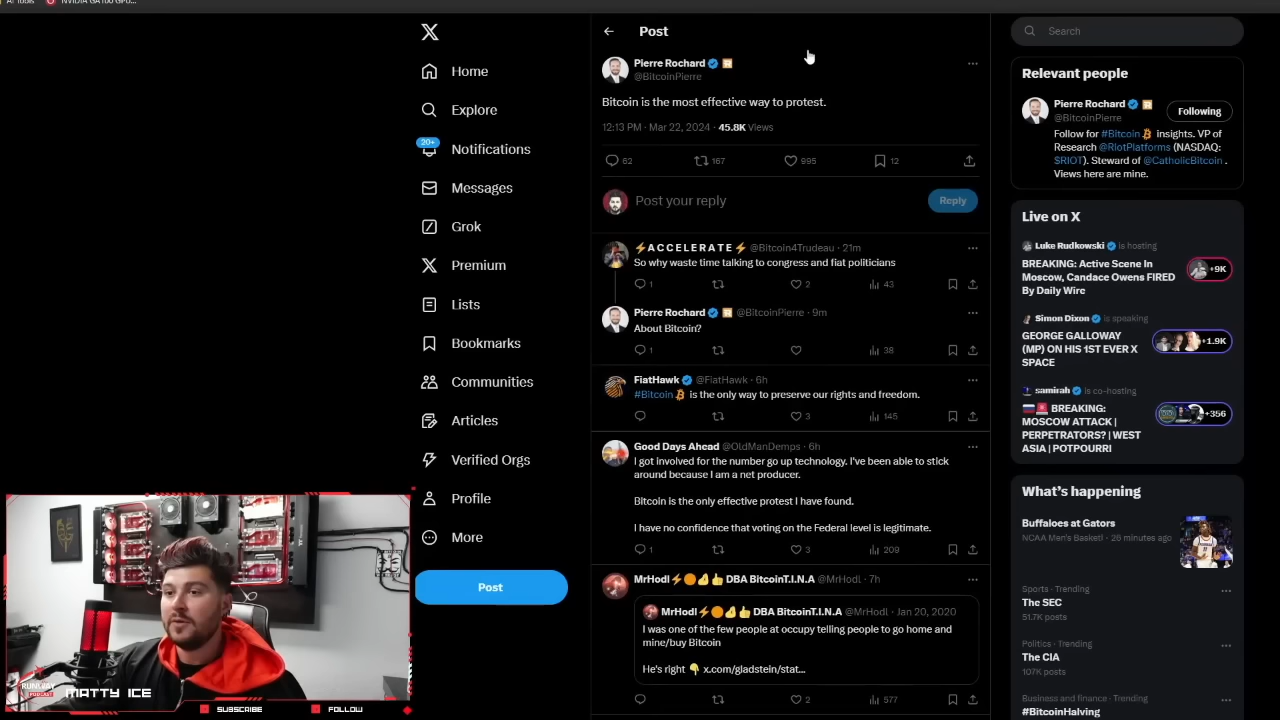 AI Tools
NVIDIA GA100 GPU...
Home
Explore
20+
Notifications
Messages
Grok
Premium
Lists
Bookmarks
Communities
Articles
Verified Orgs
Profile
More
Post
Post
Pierre Rochard
@BitcoinPierre
Bitcoin is the most effective way to protest.
12:13 PM · Mar 22, 2024 · 45.8K Views
62
167
995
12
Post your reply
Reply
⚡ACCELERATE⚡ @Bitcoin4Trudeau · 21m
So why waste time talking to congress and fiat politicians
1
2
43
Pierre Rochard @BitcoinPierre · 9m
About Bitcoin?
1
38
FiatHawk @FiatHawk · 6h
#Bitcoin is the only way to preserve our rights and freedom.
3
145
Good Days Ahead @OldManDemps · 6h
I got involved for the number go up technology. I've been able to stick
around because I am a net producer.
Bitcoin is the only effective protest I have found.
I have no confidence that voting on the Federal level is legitimate.
1
3
209
MrHodl⚡🟠🤌👍 DBA BitcoinT.I.N.A @MrHodl · 7h
MrHodl⚡🟠🤌👍 DBA BitcoinT.I.N.A @MrHodl · Jan 20, 2020
I was one of the few people at occupy telling people to go home and
mine/buy Bitcoin
He's right 👇 x.com/gladstein/stat...
2
577
Search
Relevant people
Pierre Rochard
@BitcoinPierre
Following
Follow for #Bitcoin insights. VP of
Research @RiotPlatforms (NASDAQ:
$RIOT). Steward of @CatholicBitcoin .
Views here are mine.
Live on X
Luke Rudkowski is hosting
BREAKING: Active Scene In
Moscow, Candace Owens FIRED
By Daily Wire
+9K
Simon Dixon is speaking
GEORGE GALLOWAY
(MP) ON HIS 1ST EVER X
SPACE
+1.9K
samirah is co-hosting
🇷🇺🚨 BREAKING:
MOSCOW ATTACK |
PERPETRATORS? | WEST
ASIA | POTPOURRI
+356
What's happening
Buffaloes at Gators
NCAA Men's Basketball · 26 minutes ago
Sports · Trending
The SEC
51.7K posts
Politics · Trending
The CIA
107K posts
Business and finance · Trending
#BitcoinHalving
RUNWAY
PODCAST
MATTY ICE
SUBSCRIBE
FOLLOW